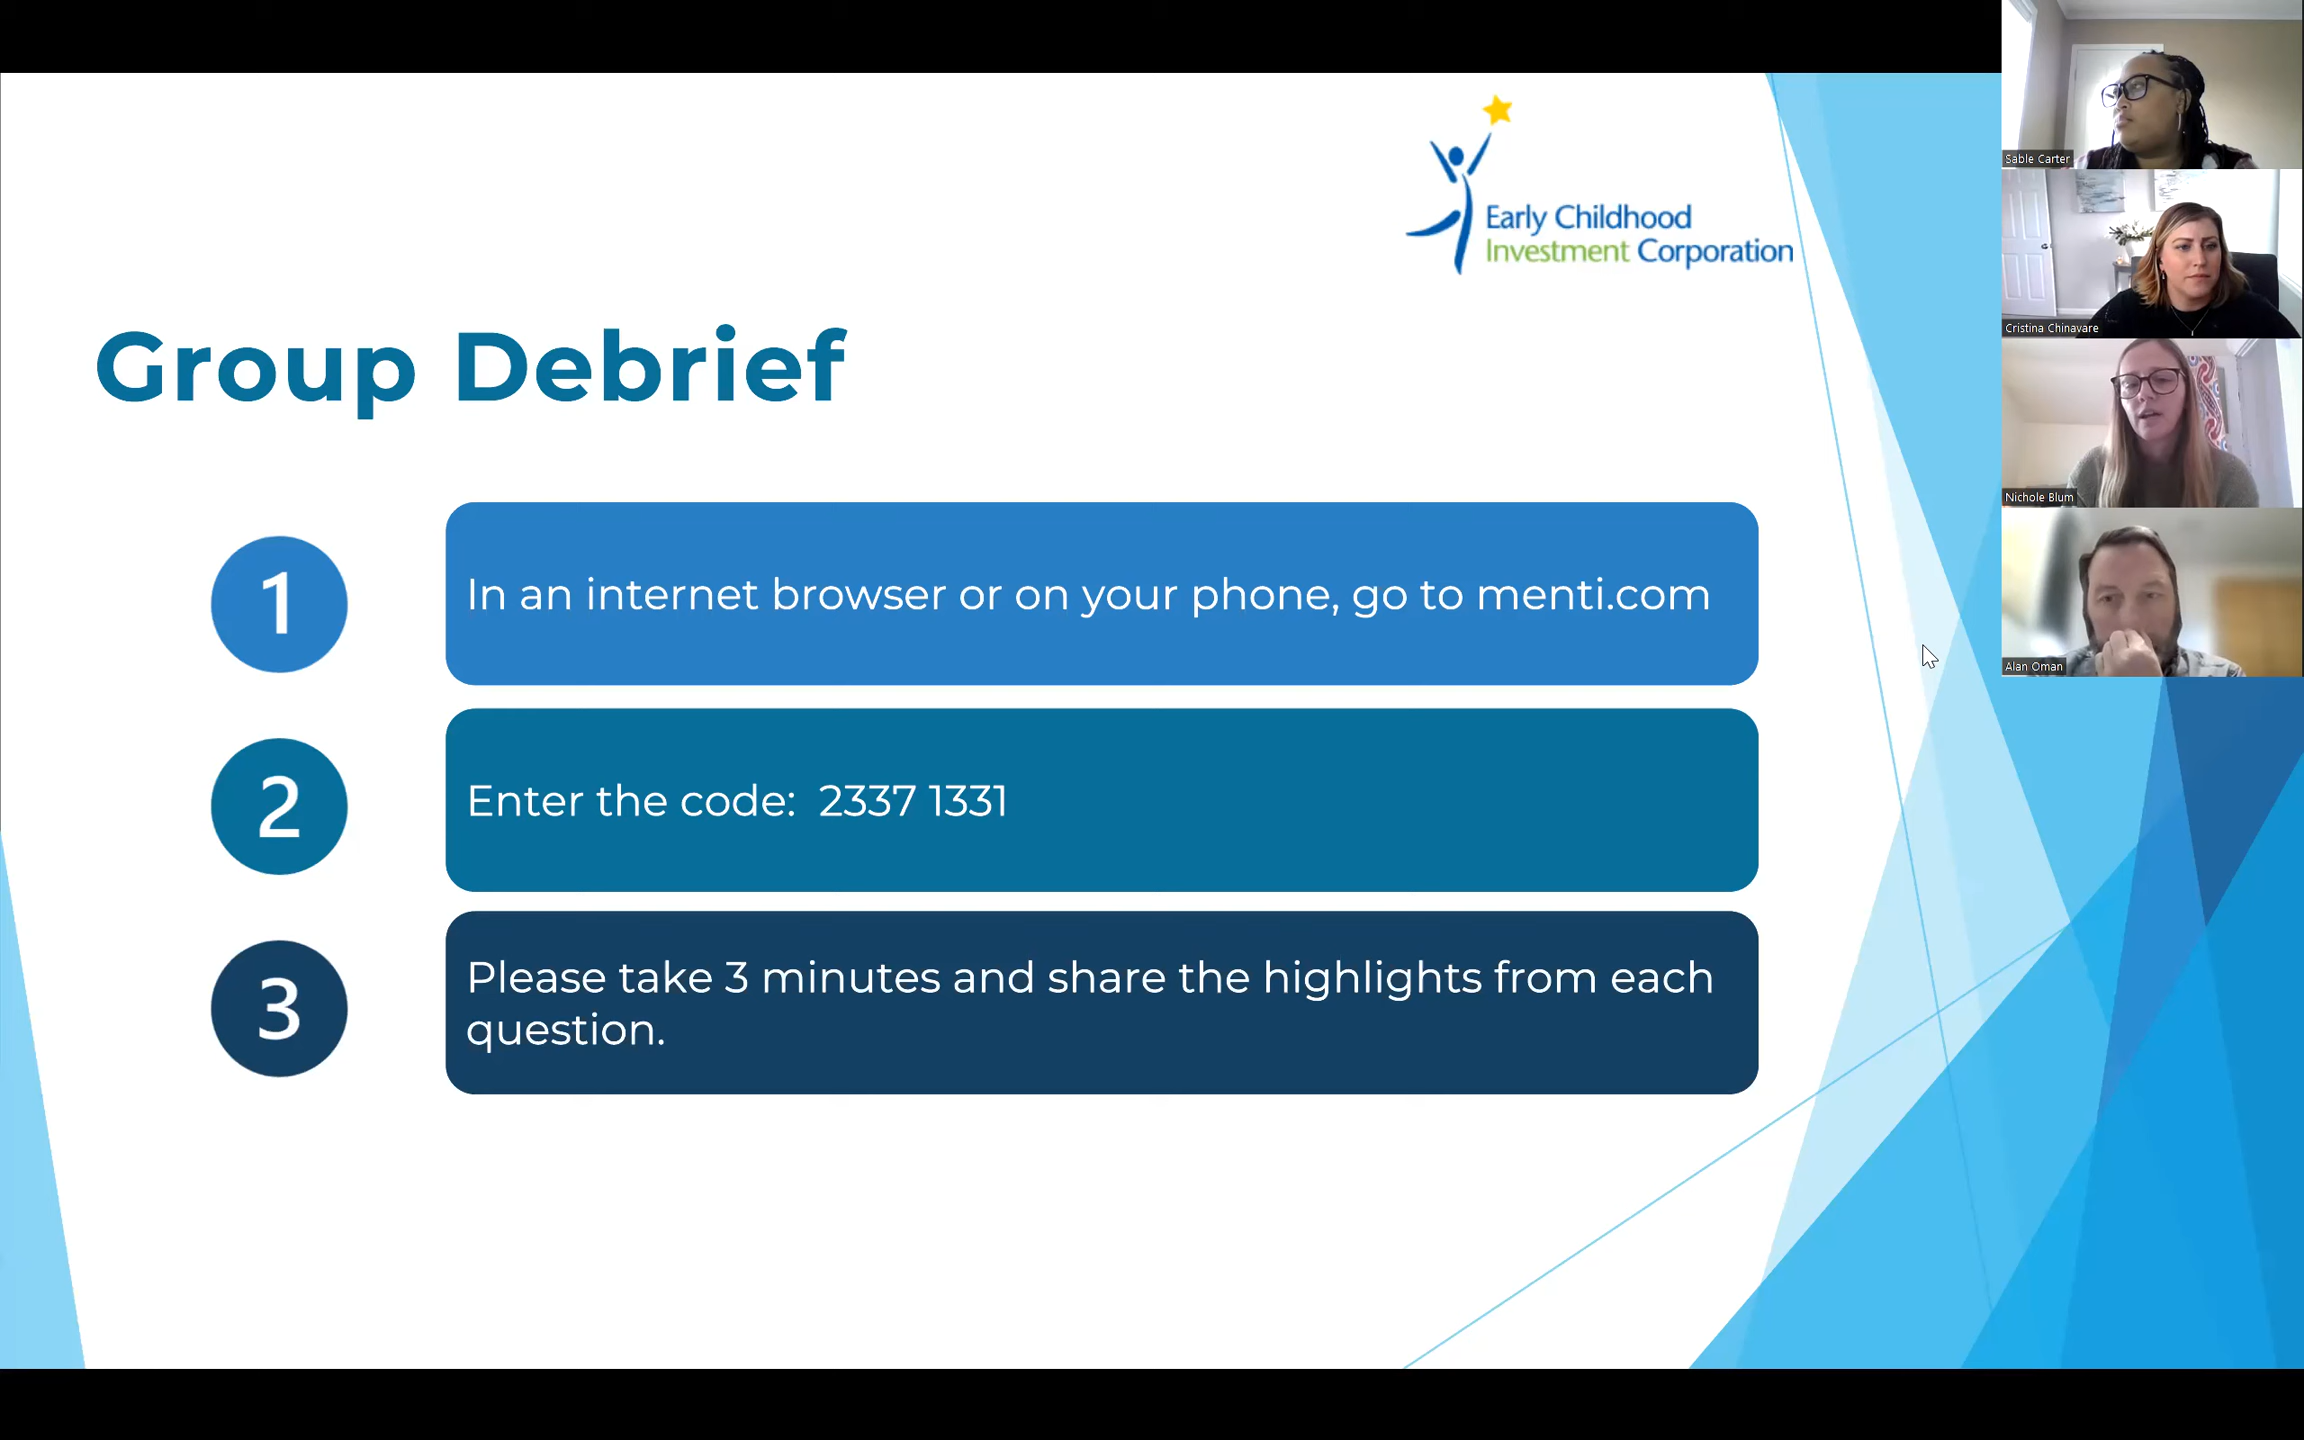 Early Childhood
Investment Corporation
Group Debrief
1
In an internet browser or on your phone, go to menti.com
2
Enter the code:  2337 1331
3
Please take 3 minutes and share the highlights from each
question.
Sable Carter
Cristina Chinavare
Nichole Blum
Alan Oman